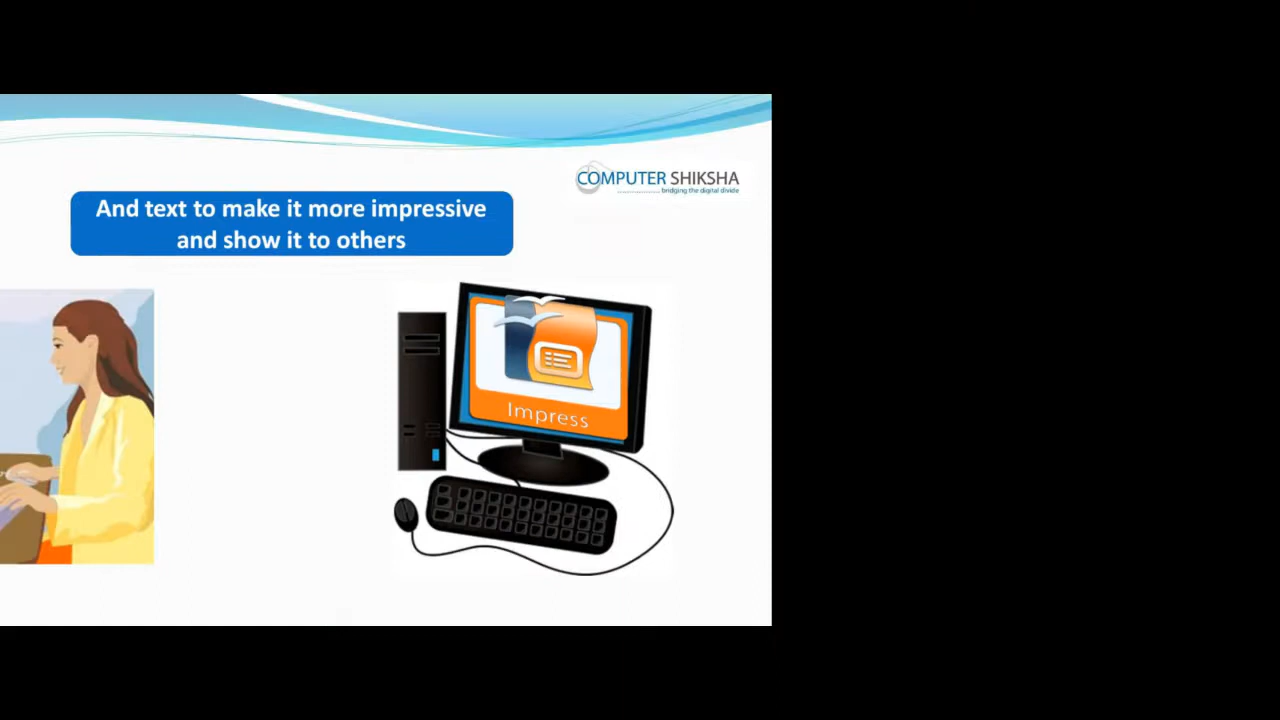 COMPUTER SHIKSHA
bridging the digital divide
And text to make it more impressive
and show it to others
Impress